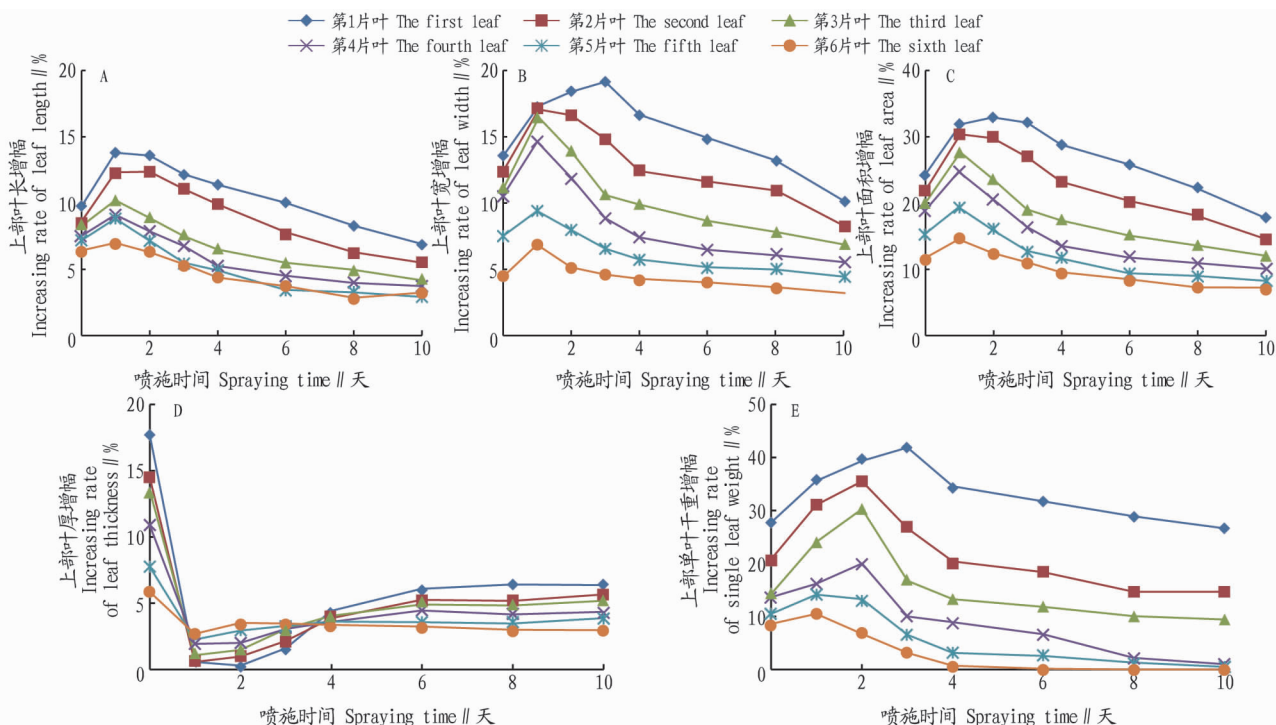 第1片叶 The first leaf 第2片叶 The second leaf 第3片叶 The third leaf
第4片叶 The fourth leaf 第5片叶 The fifth leaf 第6片叶 The sixth leaf
A
上部叶长增幅
Increasing rate of leaf length∥%
20
15
10
5
0
2 4 6 8 10
喷施时间 Spraying time∥天
B
上部叶宽增幅
Increasing rate of leaf width∥%
20
15
10
5
0
2 4 6 8 10
喷施时间 Spraying time∥天
C
上部叶面积增幅
Increasing rate of leaf area∥%
40
30
20
10
0
2 4 6 8 10
喷施时间 Spraying time∥天
D
上部叶厚增幅
Increasing rate
of leaf thickness∥%
20
15
10
5
0
2 4 6 8 10
喷施时间 Spraying time∥天
E
上部单叶干重增幅
Increasing rate
of single leaf weight∥%
50
40
30
20
10
0
2 4 6 8 10
喷施时间 Spraying time∥天